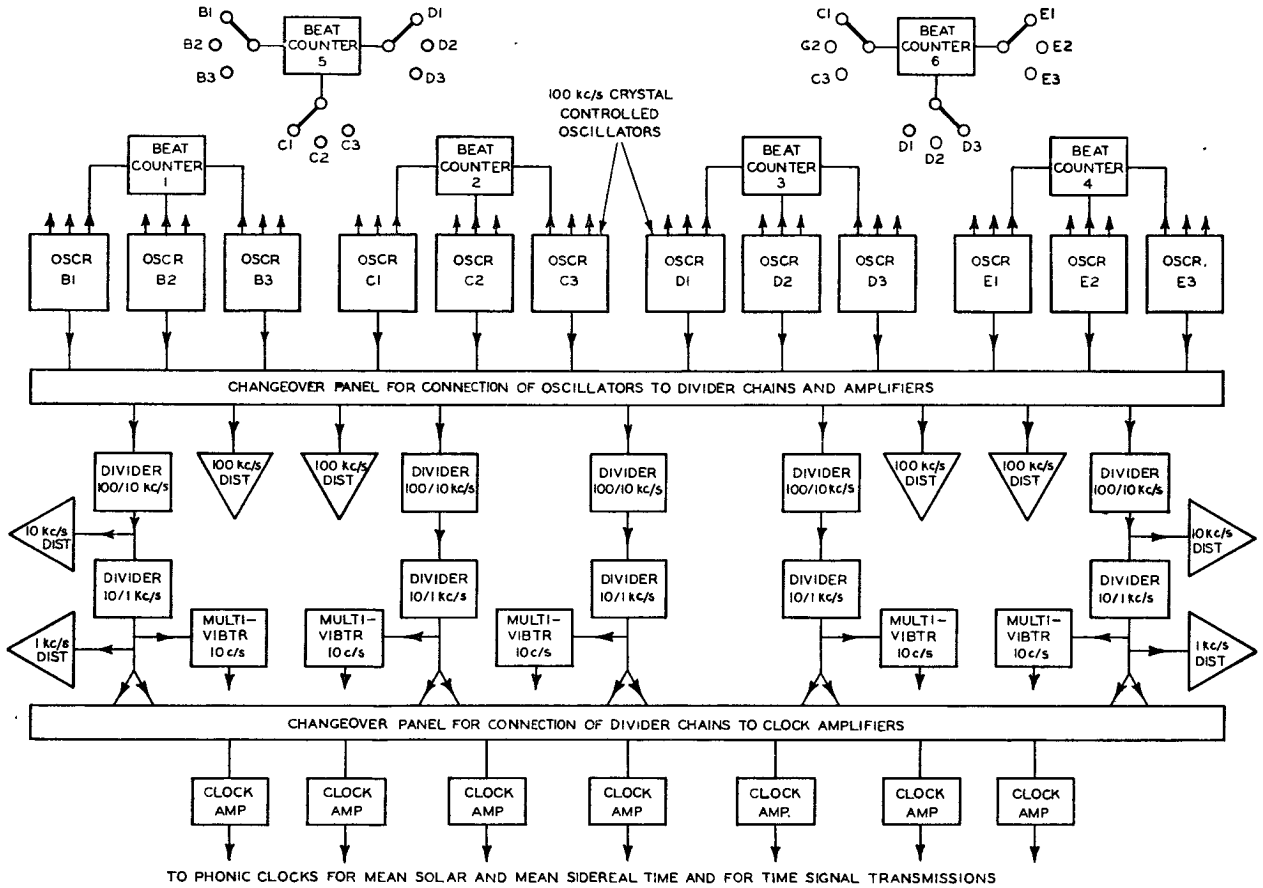 B1
BEAT COUNTER 5
D1
B2
D2
B3
D3
C1
C2
C3
100 kc/s CRYSTAL
CONTROLLED
OSCILLATORS
C1
BEAT COUNTER 6
E1
G2
E2
C3
E3
D1
D2
D3
BEAT COUNTER 1
BEAT COUNTER 2
BEAT COUNTER 3
BEAT COUNTER 4
OSCR B1
OSCR B2
OSCR B3
OSCR C1
OSCR C2
OSCR C3
OSCR D1
OSCR D2
OSCR D3
OSCR E1
OSCR E2
OSCR. E3
CHANGEOVER PANEL FOR CONNECTION OF OSCILLATORS TO DIVIDER CHAINS AND AMPLIFIERS
DIVIDER 100/10 kc/s
100 kc/s DIST
100 kc/s DIST
DIVIDER 100/10 kc/s
DIVIDER 100/10 kc/s
DIVIDER 100/10 kc/s
100 kc/s DIST
100 kc/s DIST
DIVIDER 100/10 kc/s
10 kc/s DIST
10 kc/s DIST
DIVIDER 10/1 kc/s
DIVIDER 10/1 kc/s
DIVIDER 10/1 kc/s
DIVIDER 10/1 kc/s
DIVIDER 10/1 kc/s
1 kc/s DIST
MULTI- VIBTR 10 c/s
MULTI- VIBTR 10 c/s
MULTI- VIBTR 10 c/s
MULTI- VIBTR 10 c/s
MULTI- VIBTR 10 c/s
1 kc/s DIST
CHANGEOVER PANEL FOR CONNECTION OF DIVIDER CHAINS TO CLOCK AMPLIFIERS
CLOCK AMP
CLOCK AMP
CLOCK AMP
CLOCK AMP
CLOCK AMP.
CLOCK AMP
CLOCK AMP
TO PHONIC CLOCKS FOR MEAN SOLAR AND MEAN SIDEREAL TIME AND FOR TIME SIGNAL TRANSMISSIONS